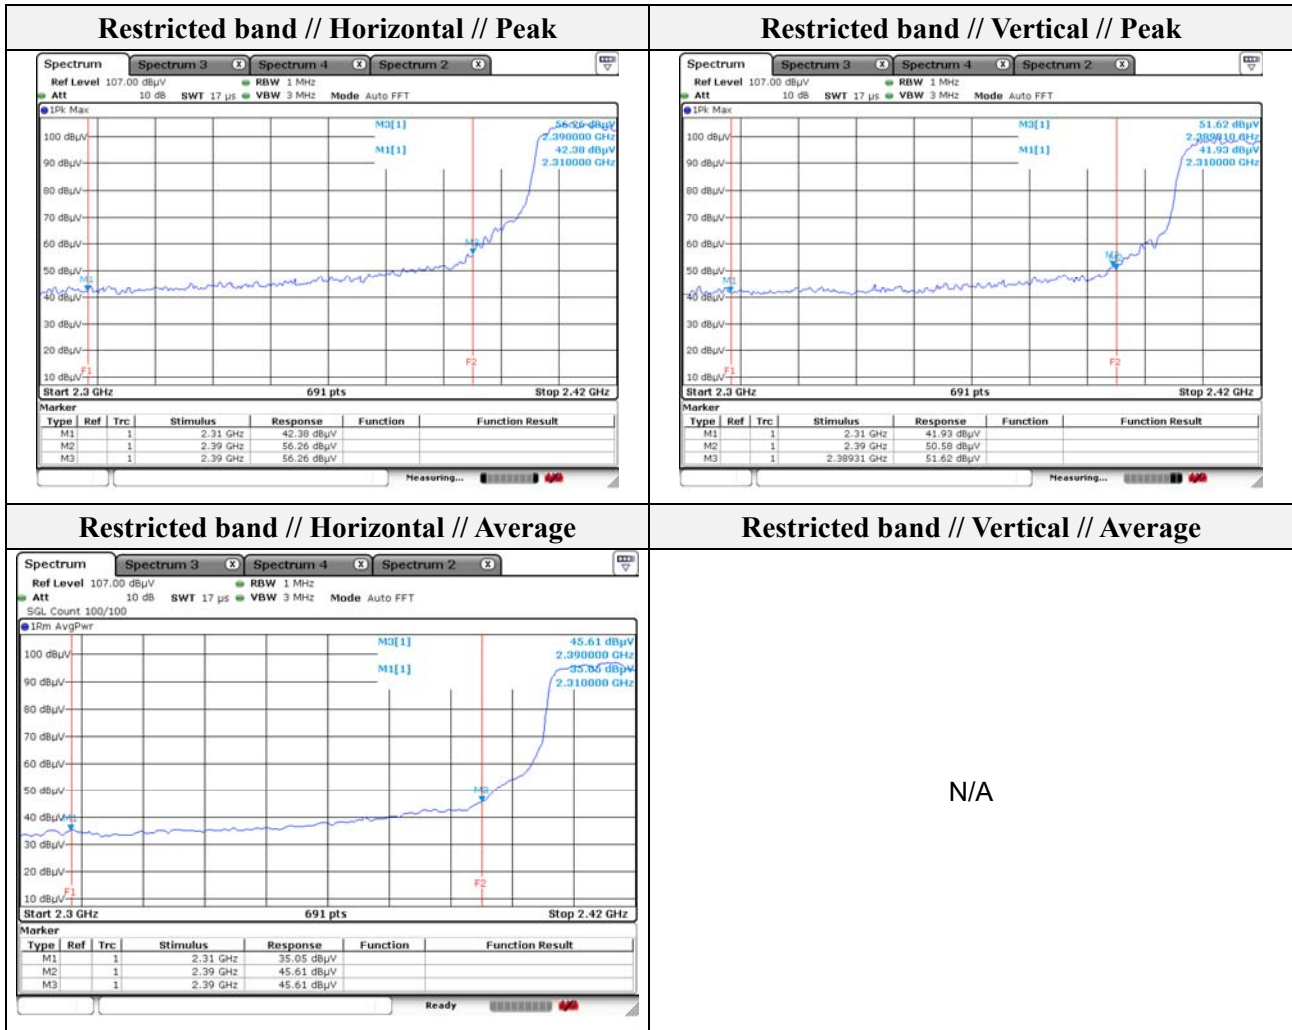 Restricted band // Horizontal // Peak
Spectrum Spectrum 3 X Spectrum 4 X Spectrum 2 X
Ref Level 107.00 dBµV RBW 1 MHz
Att 10 dB SWT 17 µs VBW 3 MHz Mode Auto FFT
1Pk Max
M3[1] 56.26 dBµV
2.390000 GHz
M1[1] 42.38 dBµV
2.310000 GHz
100 dBµV
90 dBµV
80 dBµV
70 dBµV
60 dBµV
50 dBµV
40 dBµV
30 dBµV
20 dBµV
10 dBµV
M1
F1
F2
Start 2.3 GHz 691 pts Stop 2.42 GHz
Marker
Type Ref Trc Stimulus Response Function Function Result
M1 1 2.31 GHz 42.38 dBµV
M2 1 2.39 GHz 56.26 dBµV
M3 1 2.39 GHz 56.26 dBµV
Measuring...
Restricted band // Vertical // Peak
Spectrum Spectrum 3 X Spectrum 4 X Spectrum 2 X
Ref Level 107.00 dBµV RBW 1 MHz
Att 10 dB SWT 17 µs VBW 3 MHz Mode Auto FFT
1Pk Max
M3[1] 51.62 dBµV
GHz
M1[1] 41.93 dBµV
2.310000 GHz
100 dBµV
90 dBµV
80 dBµV
70 dBµV
60 dBµV
50 dBµV
40 dBµV
30 dBµV
20 dBµV
10 dBµV
M1
F1
F2
Start 2.3 GHz 691 pts Stop 2.42 GHz
Marker
Type Ref Trc Stimulus Response Function Function Result
M1 1 2.31 GHz 41.93 dBµV
M2 1 2.39 GHz 50.58 dBµV
M3 1 2.38931 GHz 51.62 dBµV
Measuring...
Restricted band // Horizontal // Average
Spectrum Spectrum 3 X Spectrum 4 X Spectrum 2 X
Ref Level 107.00 dBµV RBW 1 MHz
Att 10 dB SWT 17 µs VBW 3 MHz Mode Auto FFT
SGL Count 100/100
1Rm AvgPwr
M3[1] 45.61 dBµV
2.390000 GHz
M1[1] 35.05 dBµV
2.310000 GHz
100 dBµV
90 dBµV
80 dBµV
70 dBµV
60 dBµV
50 dBµV
40 dBµV
30 dBµV
20 dBµV
10 dBµV
M1
M3
F1
F2
Start 2.3 GHz 691 pts Stop 2.42 GHz
Marker
Type Ref Trc Stimulus Response Function Function Result
M1 1 2.31 GHz 35.05 dBµV
M2 1 2.39 GHz 45.61 dBµV
M3 1 2.39 GHz 45.61 dBµV
Ready
Restricted band // Vertical // Average
N/A